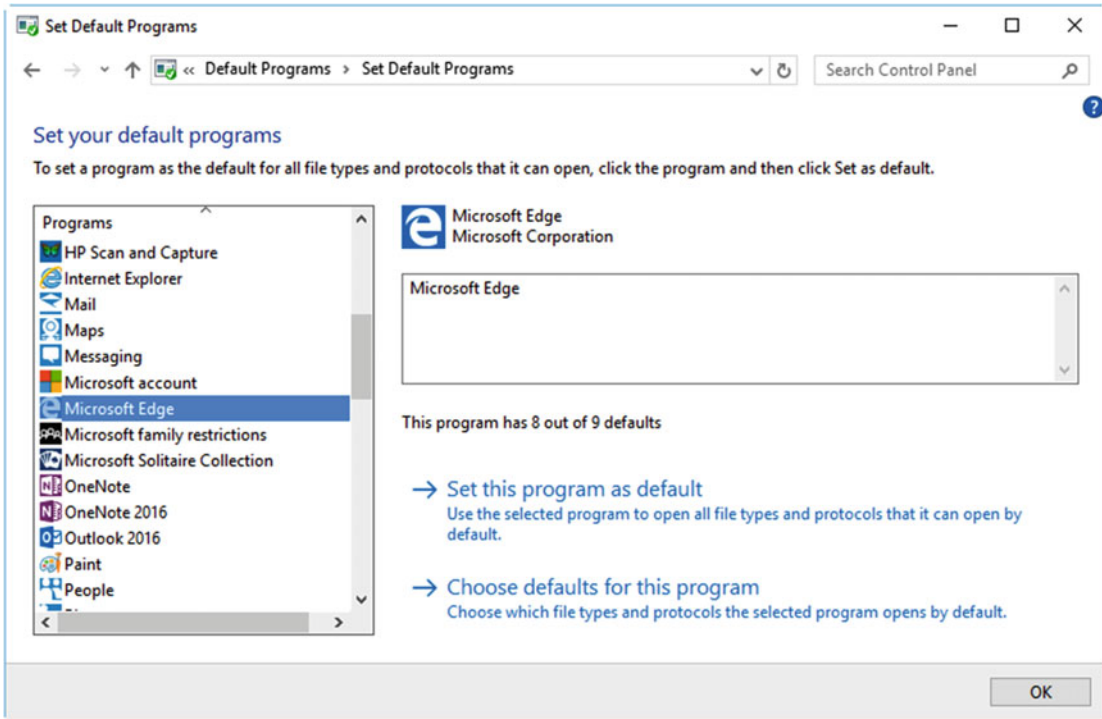 Set Default Programs
« Default Programs > Set Default Programs
Search Control Panel
?
Set your default programs
To set a program as the default for all file types and protocols that it can open, click the program and then click Set as default.
Programs
HP Scan and Capture
Internet Explorer
Mail
Maps
Messaging
Microsoft account
Microsoft Edge
Microsoft family restrictions
Microsoft Solitaire Collection
OneNote
OneNote 2016
Outlook 2016
Paint
People
Microsoft Edge
Microsoft Corporation
Microsoft Edge
This program has 8 out of 9 defaults
→ Set this program as default
Use the selected program to open all file types and protocols that it can open by
default.
→ Choose defaults for this program
Choose which file types and protocols the selected program opens by default.
OK